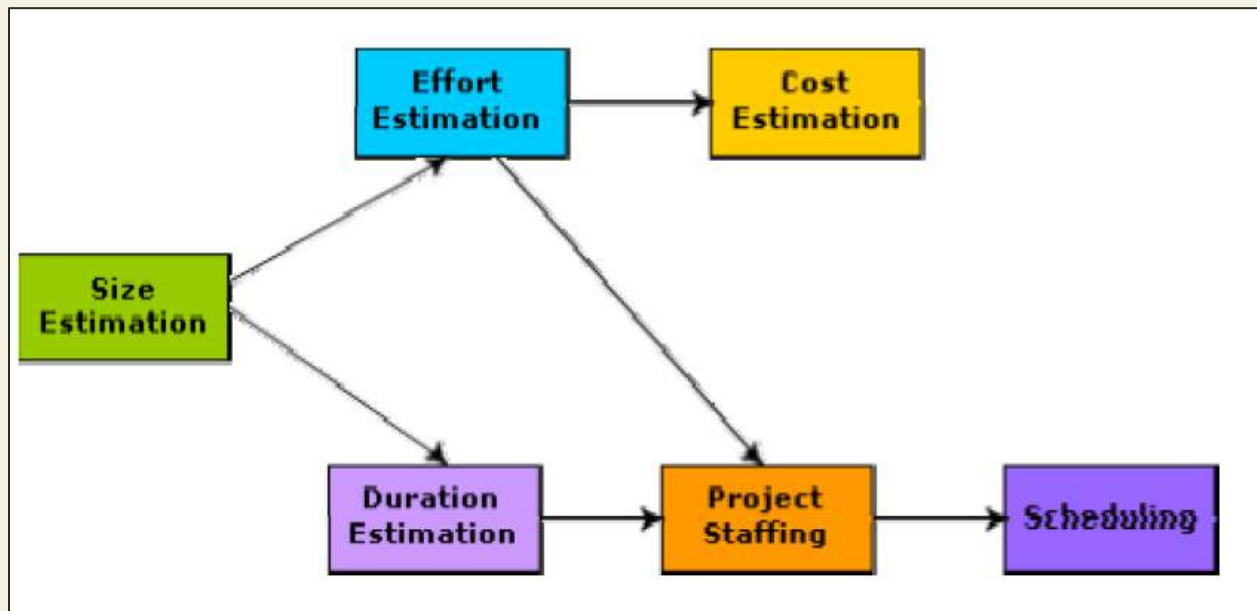 Effort
Estimation
Cost
Estimation
Size
Estimation
Duration
Estimation
Project
Staffing
Scheduling